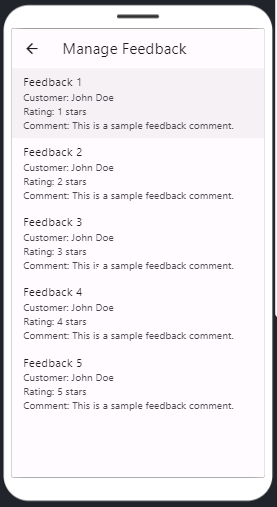 Manage Feedback
Feedback 1
Customer: John Doe
Rating: 1 stars
Comment: This is a sample feedback comment.
Feedback 2
Customer: John Doe
Rating: 2 stars
Comment: This is a sample feedback comment.
Feedback 3
Customer: John Doe
Rating: 3 stars
Comment: This is a sample feedback comment.
Feedback 4
Customer: John Doe
Rating: 4 stars
Comment: This is a sample feedback comment.
Feedback 5
Customer: John Doe
Rating: 5 stars
Comment: This is a sample feedback comment.